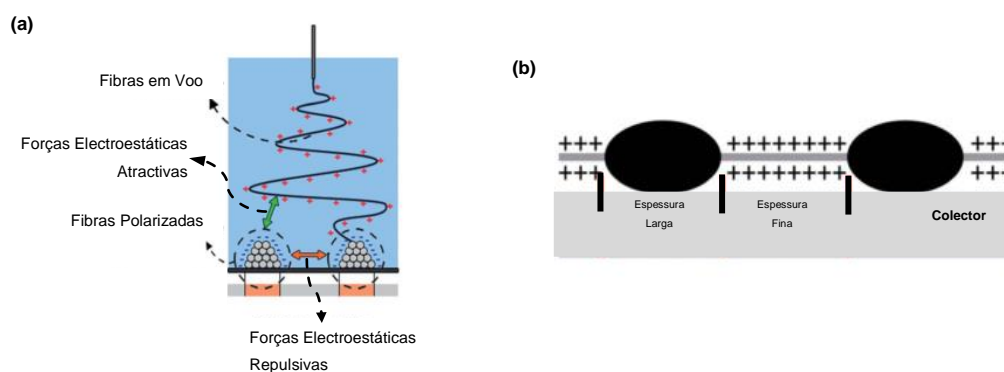 (a)
Fibras em Voo
Forças Electroestáticas
Atractivas
Fibras Polarizadas
Forças Electroestáticas
Repulsivas
(b)
+++ +++++++++ +++
+++ +++++++++ +++
Espessura
Larga
Espessura
Fina
Colector